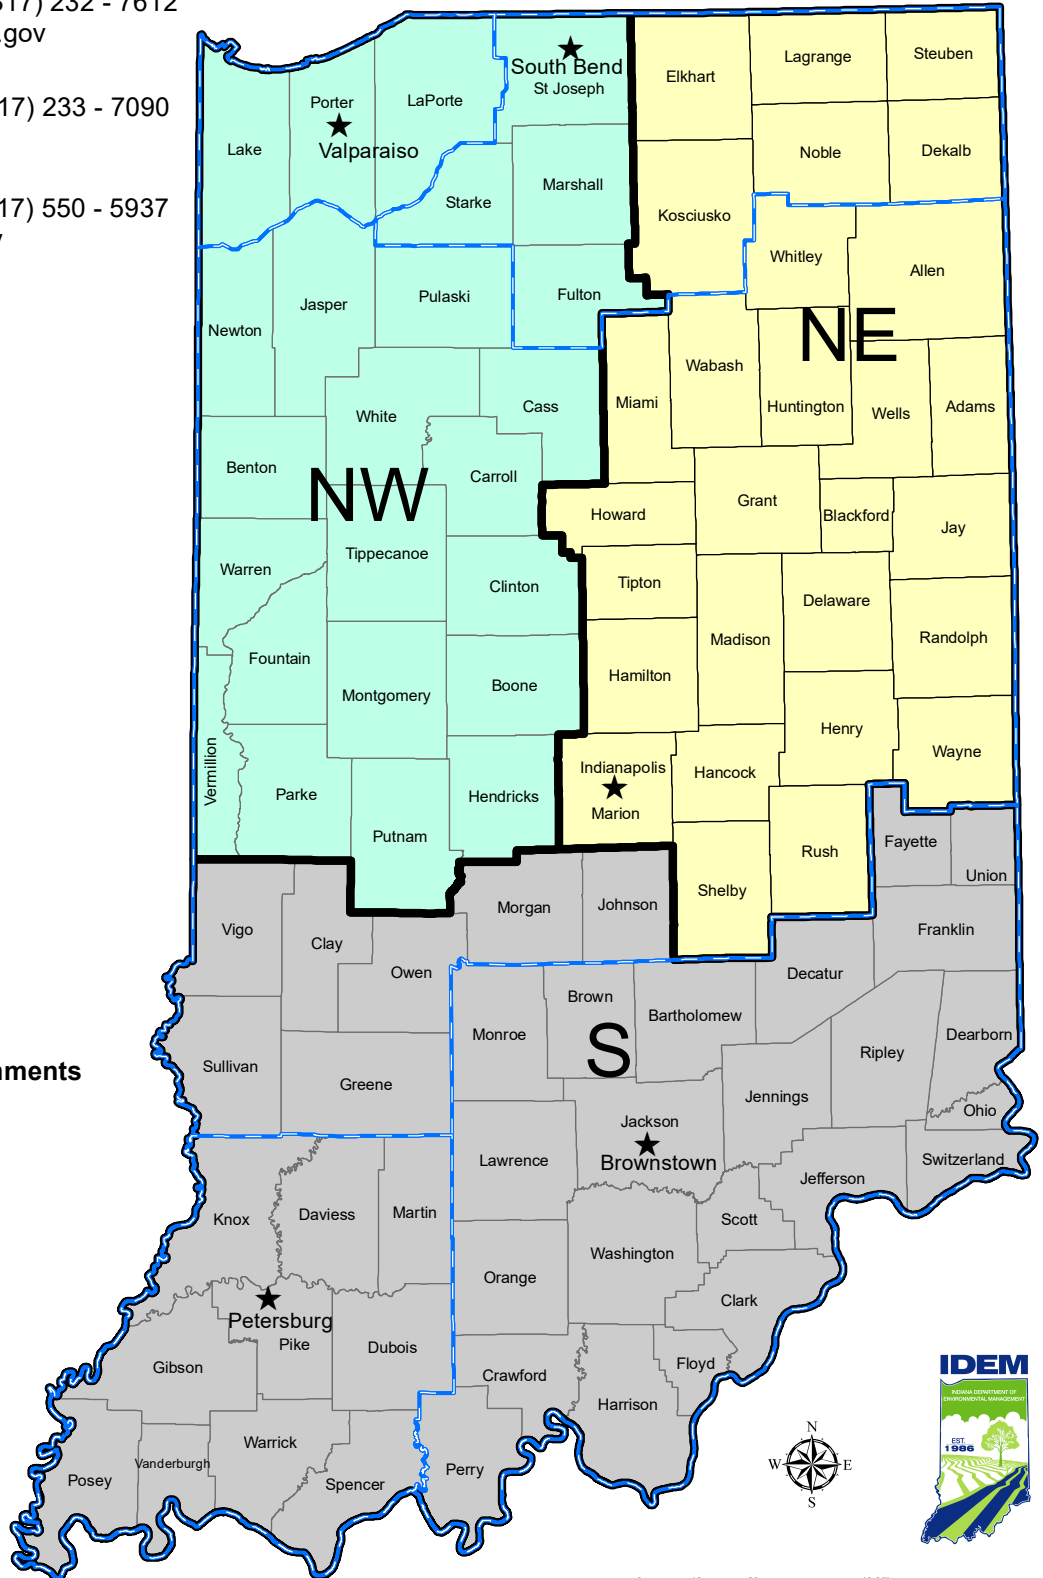 317) 232 - 7612
.gov
17) 233 - 7090
17) 550 - 5937
nments
South Bend
St Joseph
Elkhart
Lagrange
Steuben
Porter
LaPorte
Lake
Valparaiso
Noble
Dekalb
Marshall
Starke
Kosciusko
Whitley
Allen
Newton
Jasper
Pulaski
Fulton
NE
Wabash
Miami
Huntington
Wells
Adams
White
Cass
Benton
NW
Carroll
Howard
Grant
Blackford
Jay
Warren
Tippecanoe
Clinton
Tipton
Delaware
Madison
Randolph
Fountain
Montgomery
Boone
Hamilton
Henry
Wayne
Vermillion
Parke
Hendricks
Indianapolis
Marion
Hancock
Putnam
Rush
Fayette
Union
Shelby
Vigo
Clay
Morgan
Johnson
Franklin
Owen
Decatur
Brown
Bartholomew
Monroe
S
Dearborn
Ripley
Sullivan
Greene
Jennings
Ohio
Jackson
Brownstown
Lawrence
Switzerland
Jefferson
Knox
Daviess
Martin
Scott
Washington
Orange
Clark
Petersburg
Pike
Dubois
Gibson
Crawford
Floyd
Harrison
Warrick
Vanderburgh
Posey
Spencer
Perry
N
W
E
S
IDEM
INDIANA DEPARTMENT OF
ENVIRONMENTAL MANAGEMENT
EST.
1986